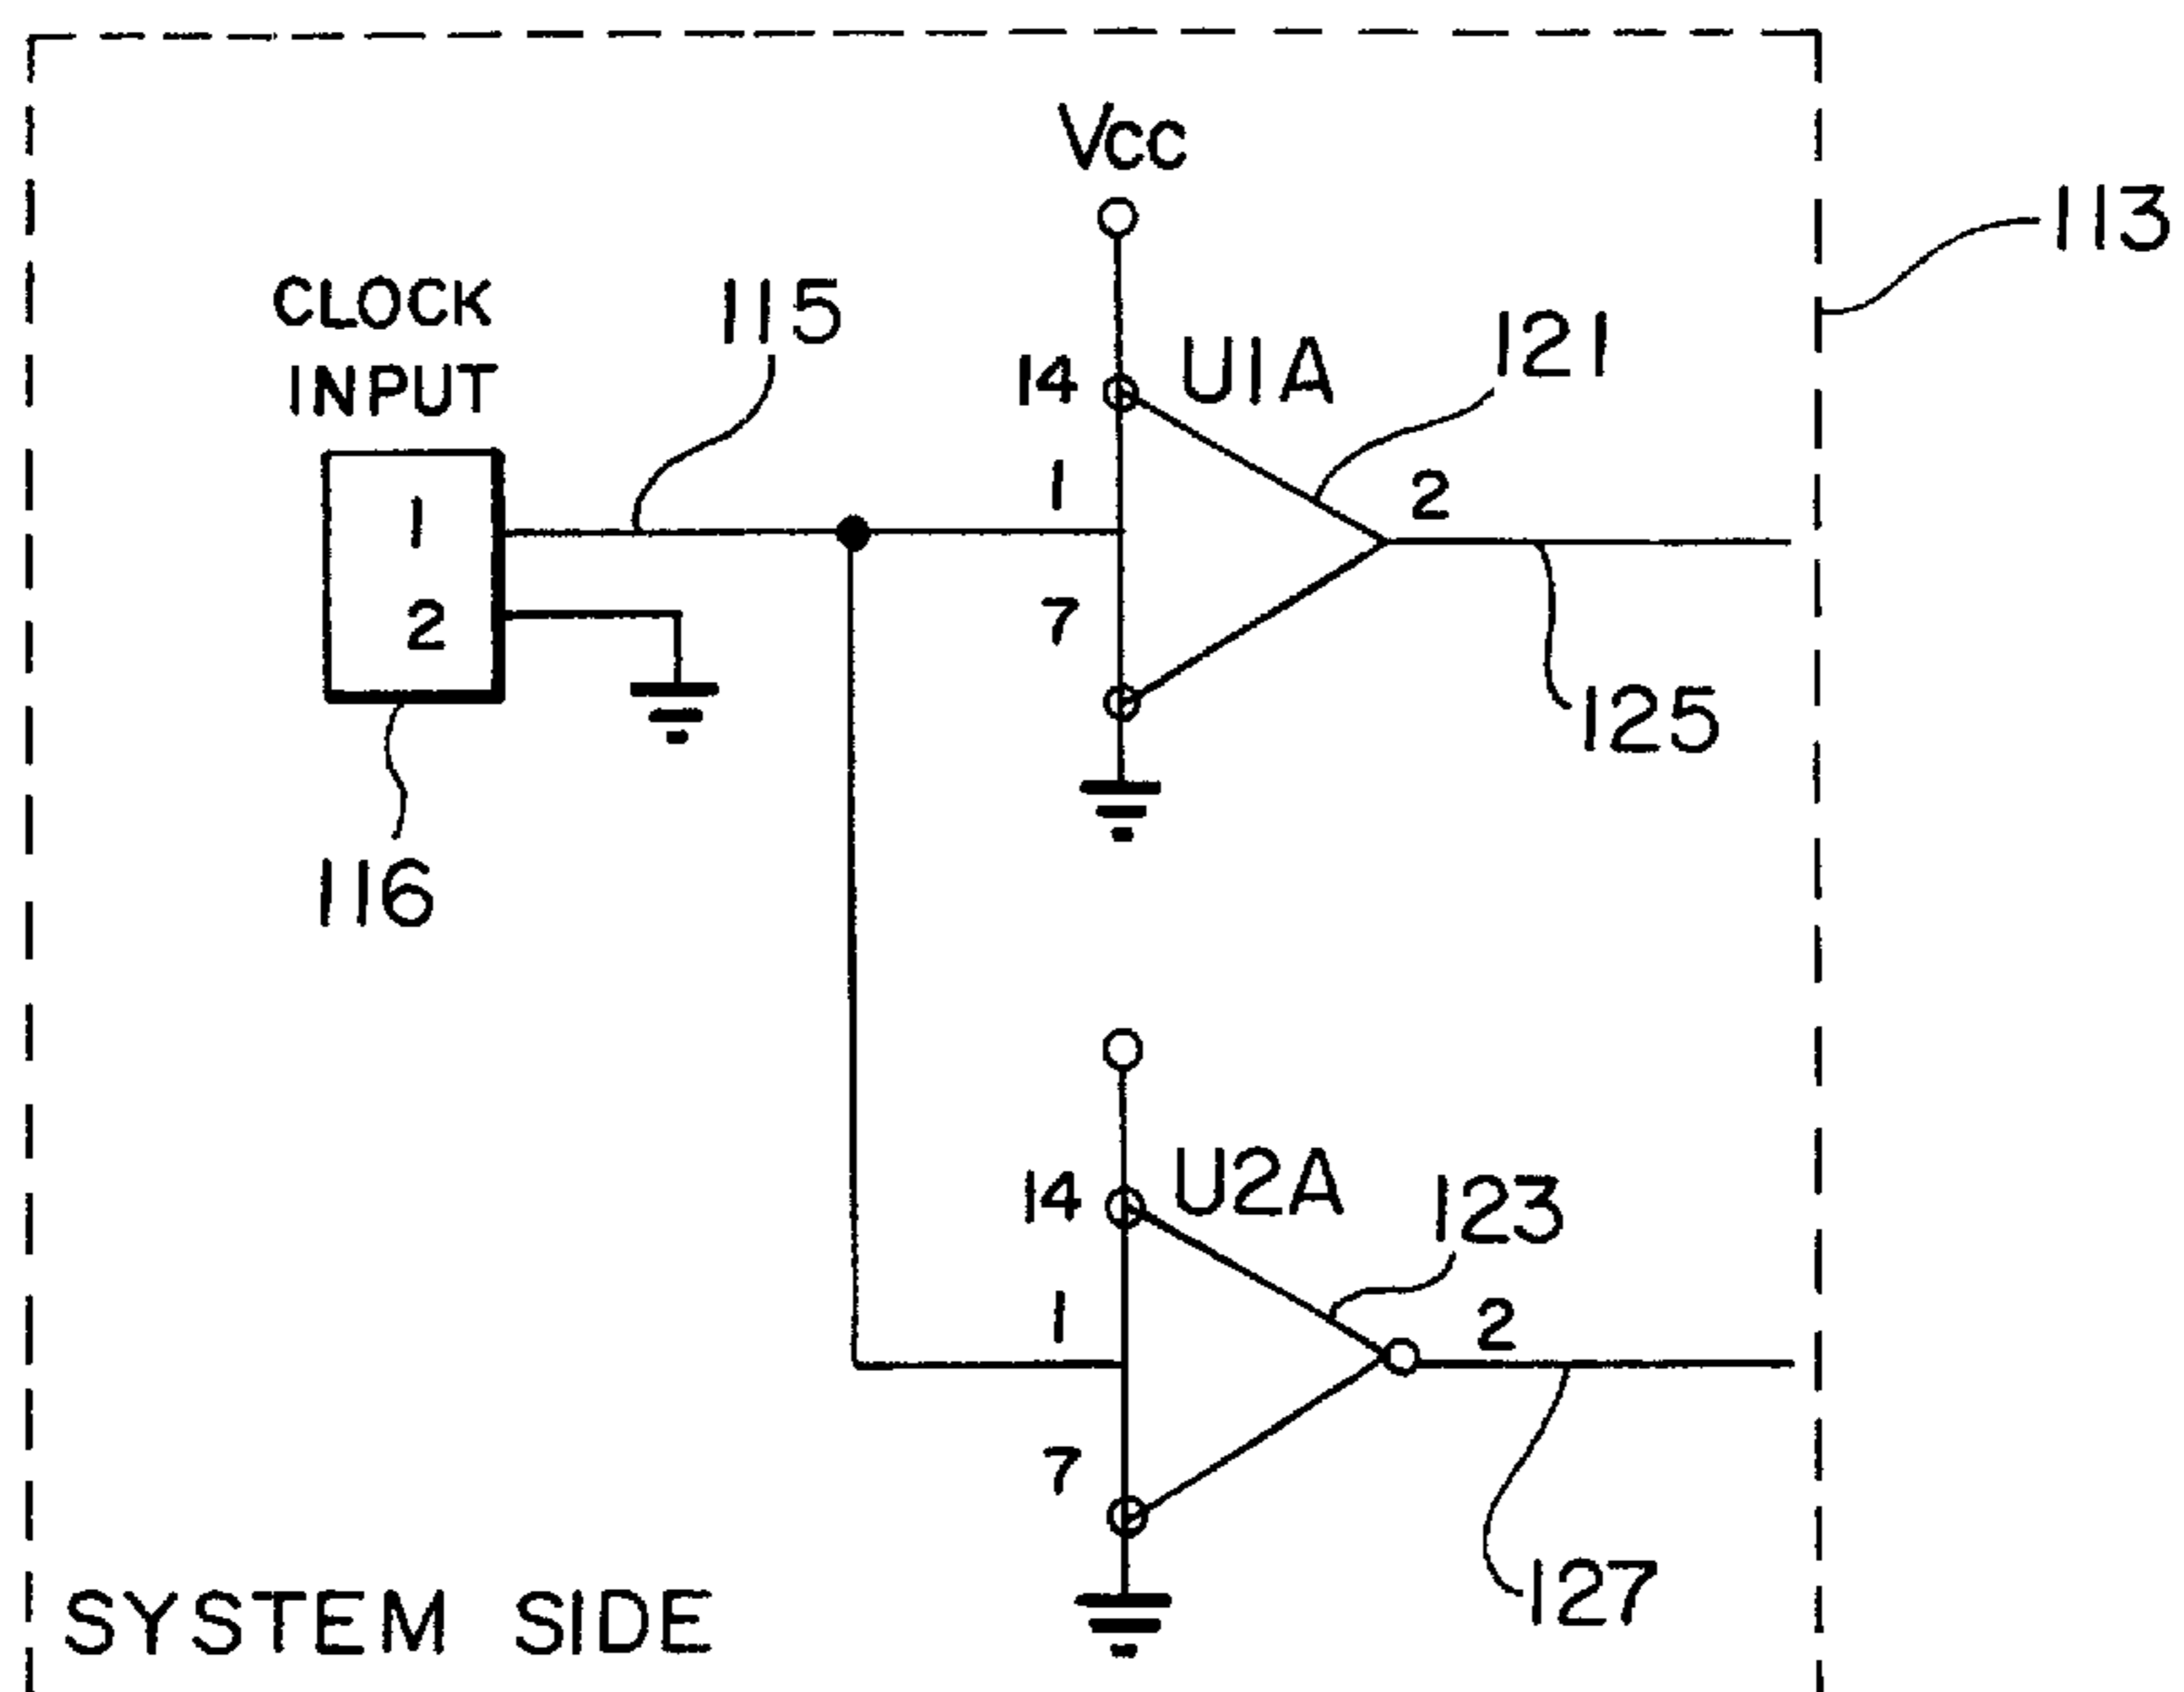 Vcc
113
CLOCK
INPUT
115
14
U1A
121
1
1
2
2
7
125
116
14
U2A
123
1
2
7
127
SYSTEM SIDE